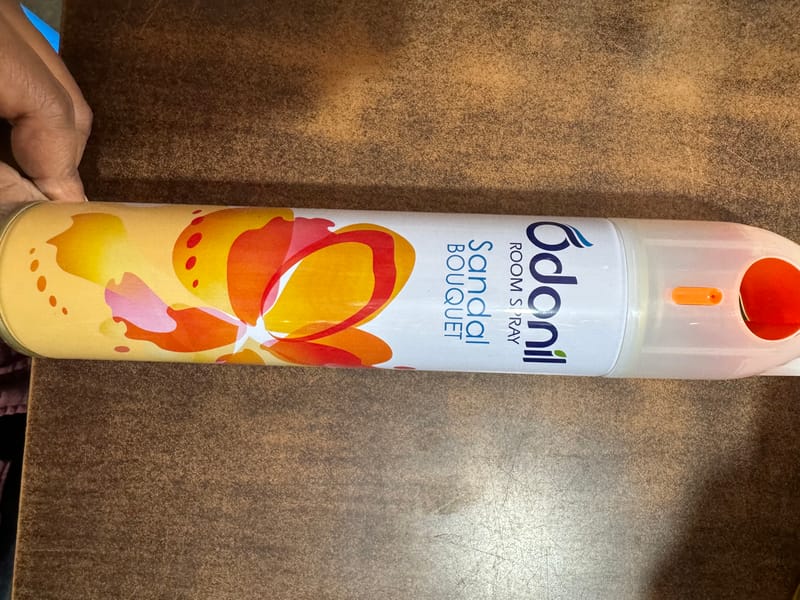 Odonil
ROOM SPRAY
Sandal
BOUQUET